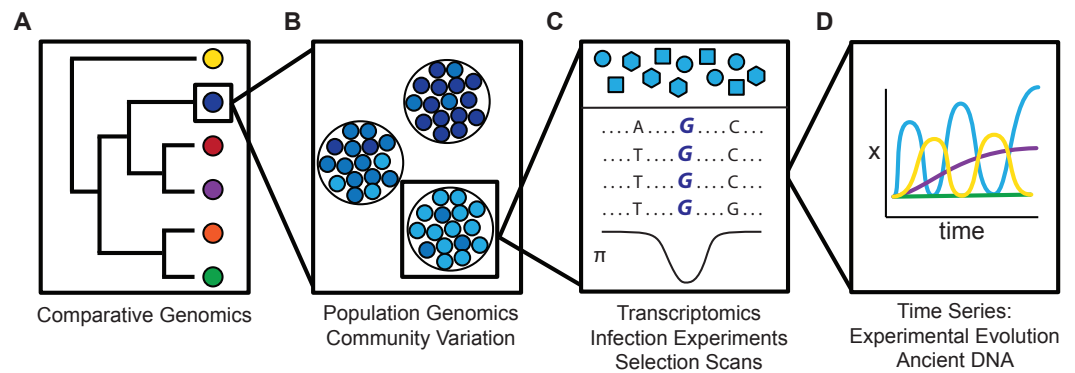 A
B
C
D
....A....G....C...
....T....G....C...
....T....G....C...
....T....G....G...
π
X
time
Comparative Genomics
Population Genomics
Community Variation
Transcriptomics
Infection Experiments
Selection Scans
Time Series:
Experimental Evolution
Ancient DNA